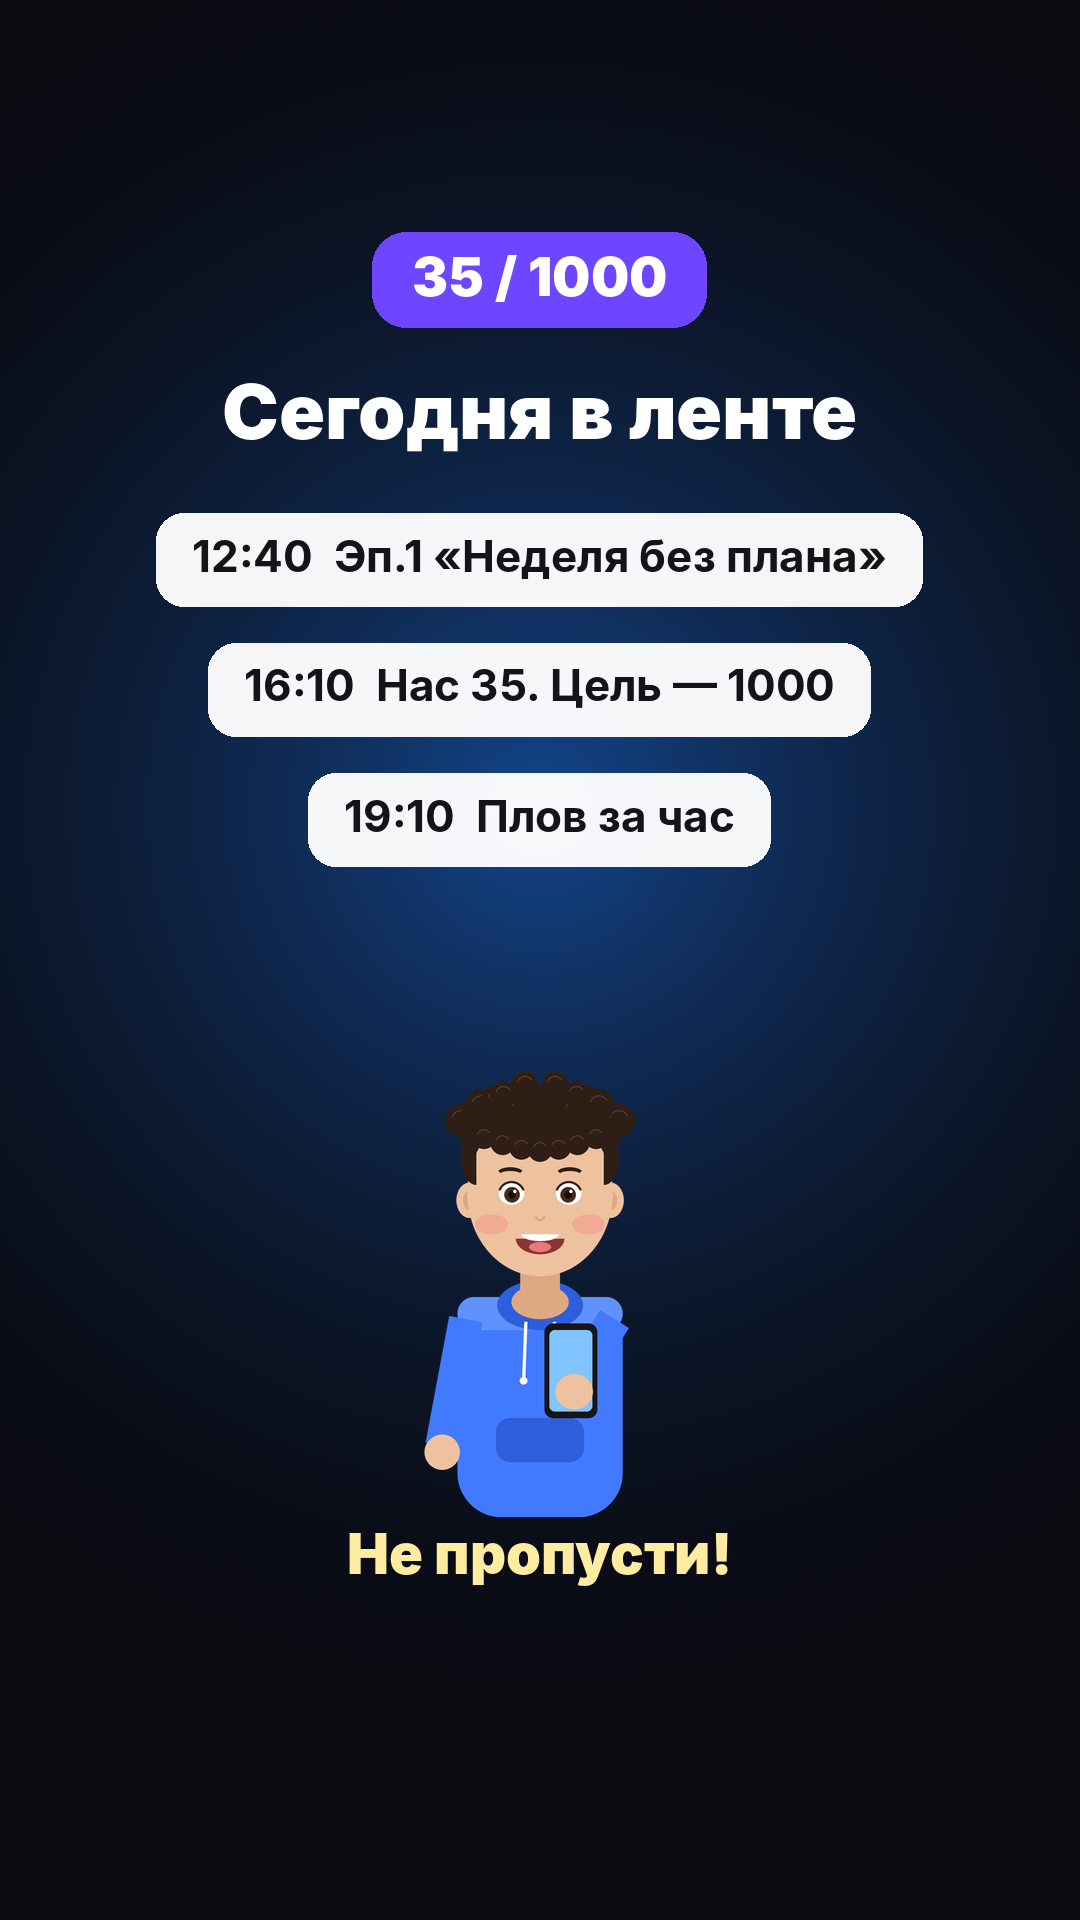 35 / 1000
Сегодня в ленте
12:40 Эп.1 «Неделя без плана»
16:10 Нас 35. Цель — 1000
19:10 Плов за час
Не пропусти!